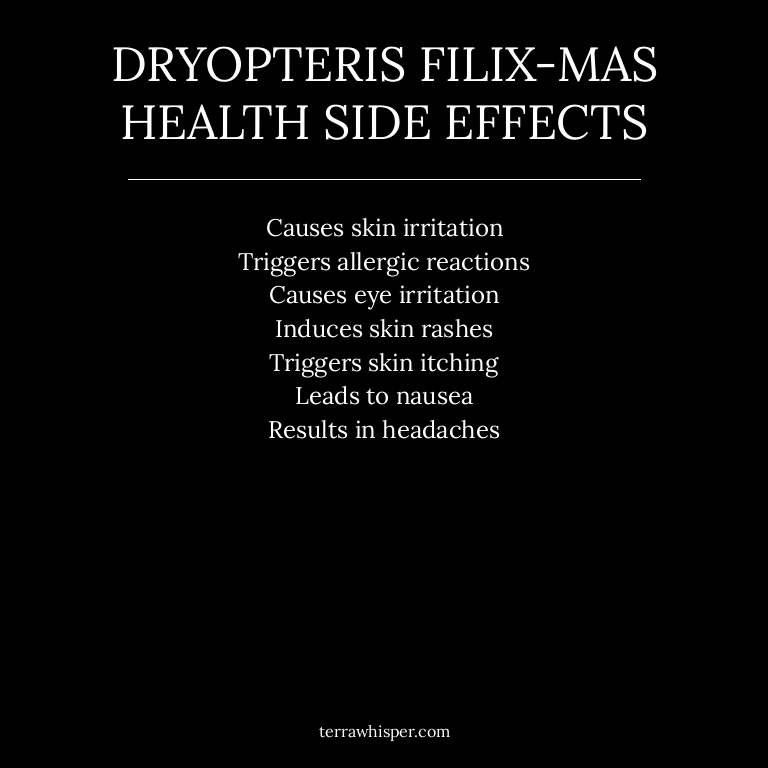 DRYOPTERIS FILIX-MAS
HEALTH SIDE EFFECTS
Causes skin irritation
Triggers allergic reactions
Causes eye irritation
Induces skin rashes
Triggers skin itching
Leads to nausea
Results in headaches
terrawhisper.com